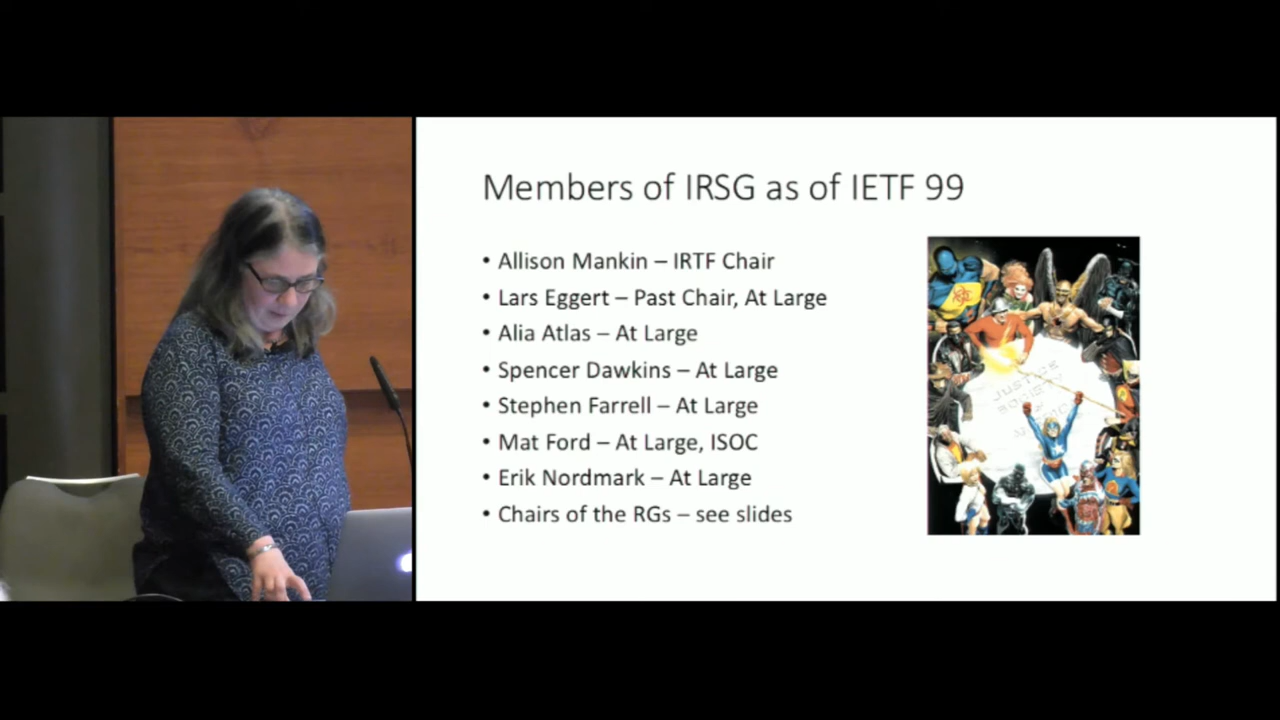 Members of IRSG as of IETF 99
• Allison Mankin – IRTF Chair
• Lars Eggert – Past Chair, At Large
• Alia Atlas – At Large
• Spencer Dawkins – At Large
• Stephen Farrell – At Large
• Mat Ford – At Large, ISOC
• Erik Nordmark – At Large
• Chairs of the RGs – see slides
JUSTICE
SOCIETY